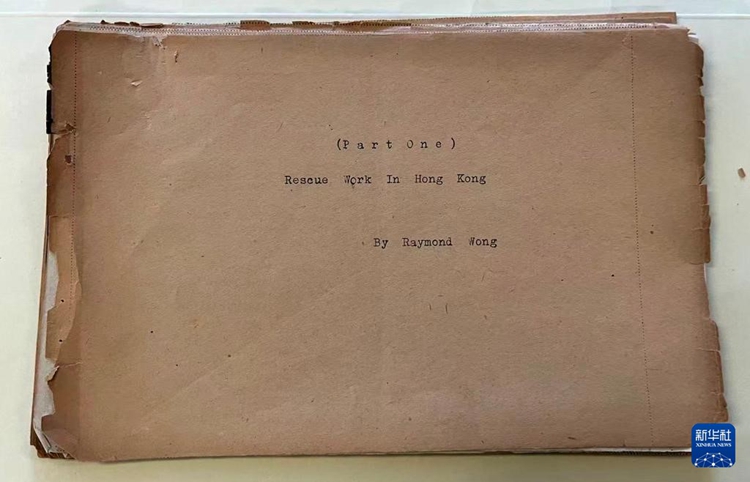 (Part One)
Rescue Work In Hong Kong
By Raymond Wong
新华社
XINHUA NEWS